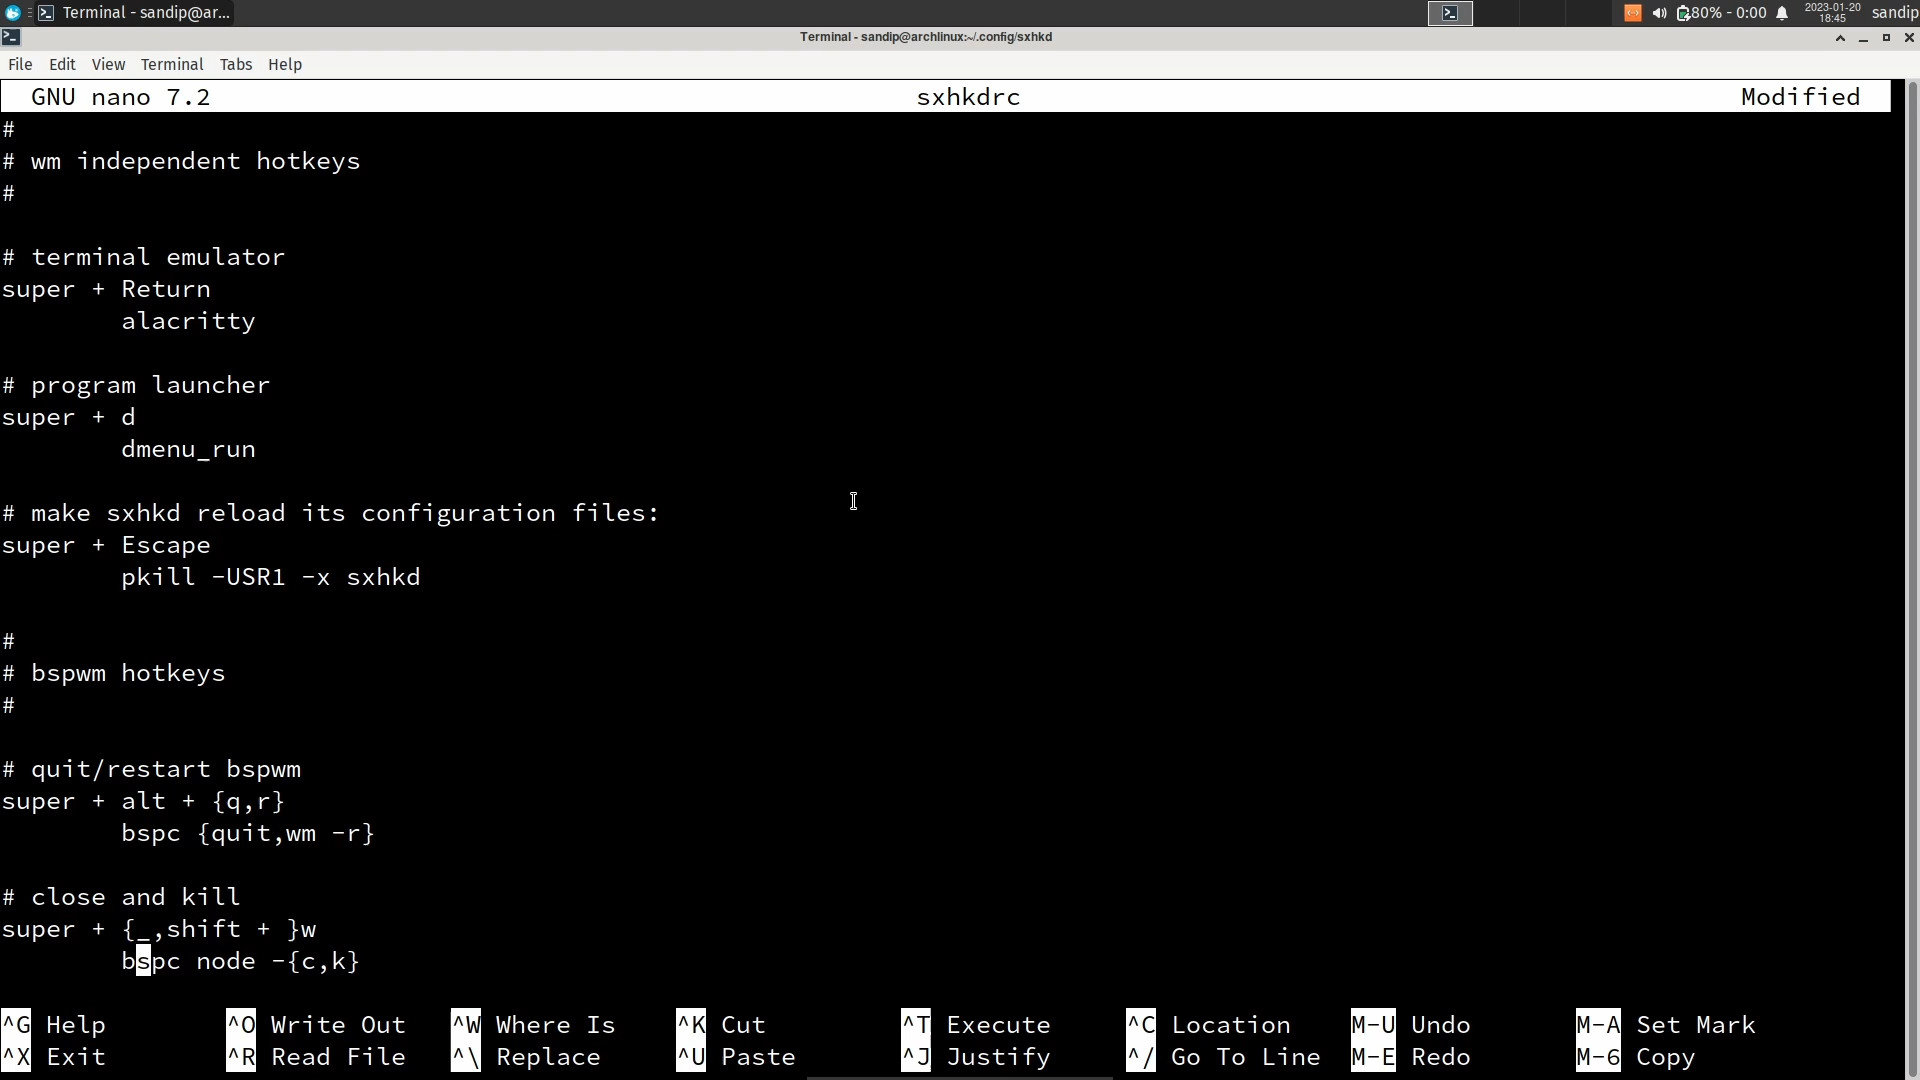 Terminal - sandip@ar...
80% - 0:00
2023-01-20
18:45
sandip
Terminal - sandip@archlinux:~/.config/sxhkd
File Edit View Terminal Tabs Help
GNU nano 7.2 sxhkdrc Modified
#
# wm independent hotkeys
#
# terminal emulator
super + Return
alacritty
# program launcher
super + d
dmenu_run
# make sxhkd reload its configuration files:
super + Escape
pkill -USR1 -x sxhkd
#
# bspwm hotkeys
#
# quit/restart bspwm
super + alt + {q,r}
bspc {quit,wm -r}
# close and kill
super + {_,shift + }w
bspc node -{c,k}
^G Help ^O Write Out ^W Where Is ^K Cut ^T Execute ^C Location M-U Undo M-A Set Mark
^X Exit ^R Read File ^\ Replace ^U Paste ^J Justify ^/ Go To Line M-E Redo M-6 Copy